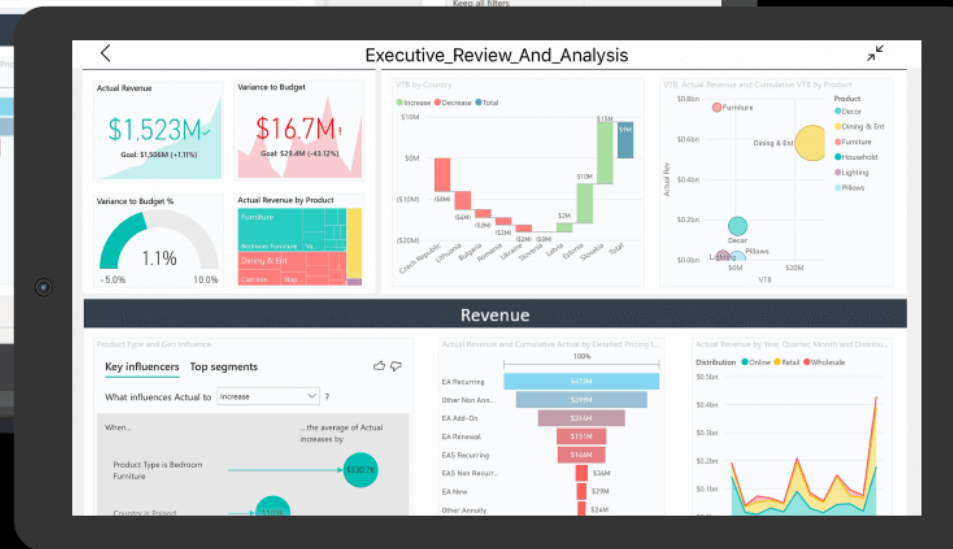 Keep all filters
Executive_Review_And_Analysis
Actual Revenue
$1,523M
Goal: $1,506M (+1.11%)
Variance to Budget
$16.7M!
Goal: $29.4M (-43.12%)
Variance to Budget %
1.1%
-5.0%
10.0%
Actual Revenue by Product
Furniture
Bedroom Furniture
Dining & Ent
VTB by Country
Increase Decrease Total
$10M
$0M
($10M)
($20M)
($8M)
($4M)
($2M)
($2M)
($2M)
($0M)
$2M
$10M
$15M
$9M
Czech Republic
Lithuania
Bulgaria
Romania
Ukraine
Slovenia
Latvia
Estonia
Slovakia
Total
VTB, Actual Revenue and Cumulative VTB by Product
$0.8bn
$0.6bn
$0.4bn
$0.2bn
$0.0bn
Actual Rev
Furniture
Dining & Ent
Decor
Lighting
Pillows
$0M
$20M
VTB
Product
Decor
Dining & Ent
Furniture
Household
Lighting
Pillows
Revenue
Product Type and Geo Influence
Key influencers Top segments
What influences Actual to Increase ?
When...
...the average of Actual
increases by
Product Type is Bedroom
Furniture
$330.7K
Country is Poland
Actual Revenue and Cumulative Actual by Detailed Pricing L...
100%
EA Recurring $472M
Other Non Ann.. $399M
EA Add-On $264M
EA Renewal $151M
EAS Recurring $146M
EAS Non Recurr.. $36M
EA New $29M
Other Annuity $24M
Actual Revenue by Year, Quarter, Month and Distribu...
Distribution Online Retail Wholesale
$0.5bn
$0.4bn
$0.3bn
$0.2bn
$0.1bn